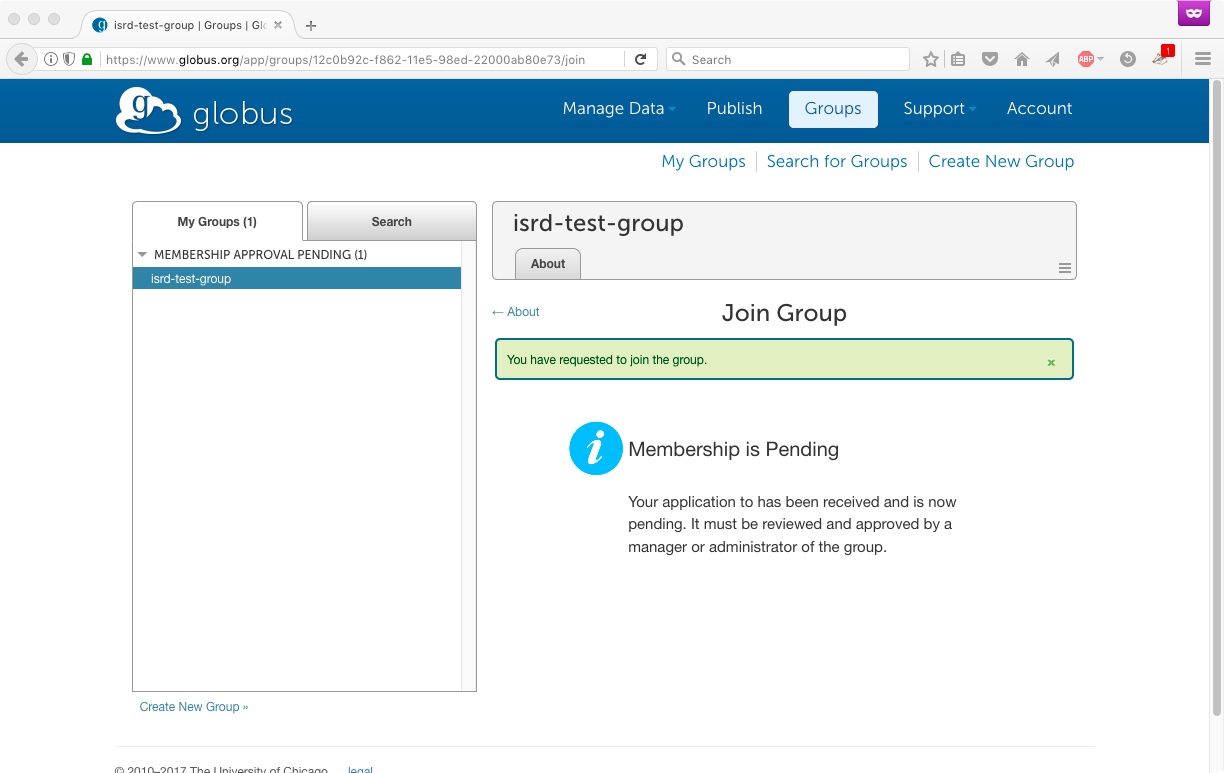 isrd-test-group | Groups | Glo
https://www.globus.org/app/groups/12c0b92c-f862-11e5-98ed-22000ab80e73/join
Search
ABP
1
g
globus
Manage Data
Publish
Groups
Support
Account
My Groups
Search for Groups
Create New Group
My Groups (1)
Search
MEMBERSHIP APPROVAL PENDING (1)
isrd-test-group
isrd-test-group
About
← About
Join Group
You have requested to join the group.
x
i
Membership is Pending
Your application to has been received and is now
pending. It must be reviewed and approved by a
manager or administrator of the group.
Create New Group »
© 2010–2017 The University of Chicago
legal